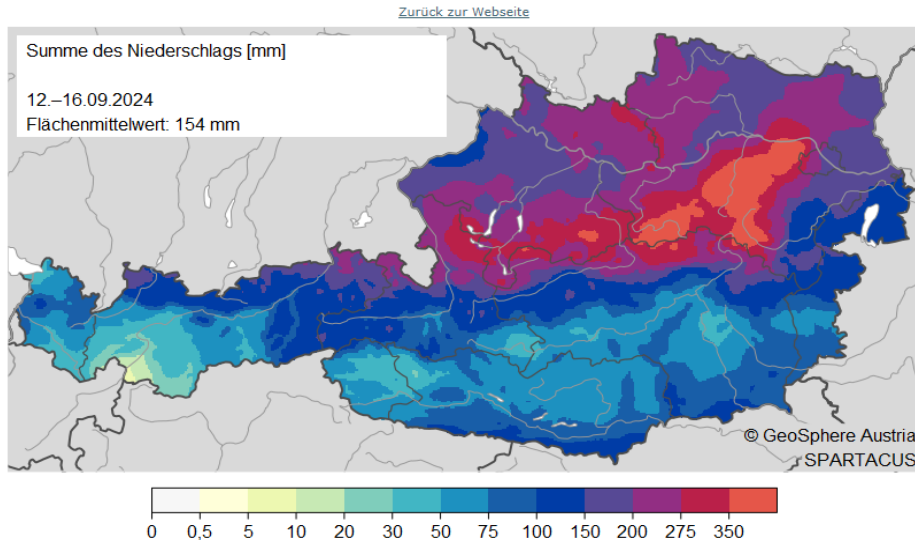 Zurück zur Webseite
Summe des Niederschlags [mm]
12.–16.09.2024
Flächenmittelwert: 154 mm
© GeoSphere Austria
SPARTACUS
0 0,5 5 10 20 30 50 75 100 150 200 275 350